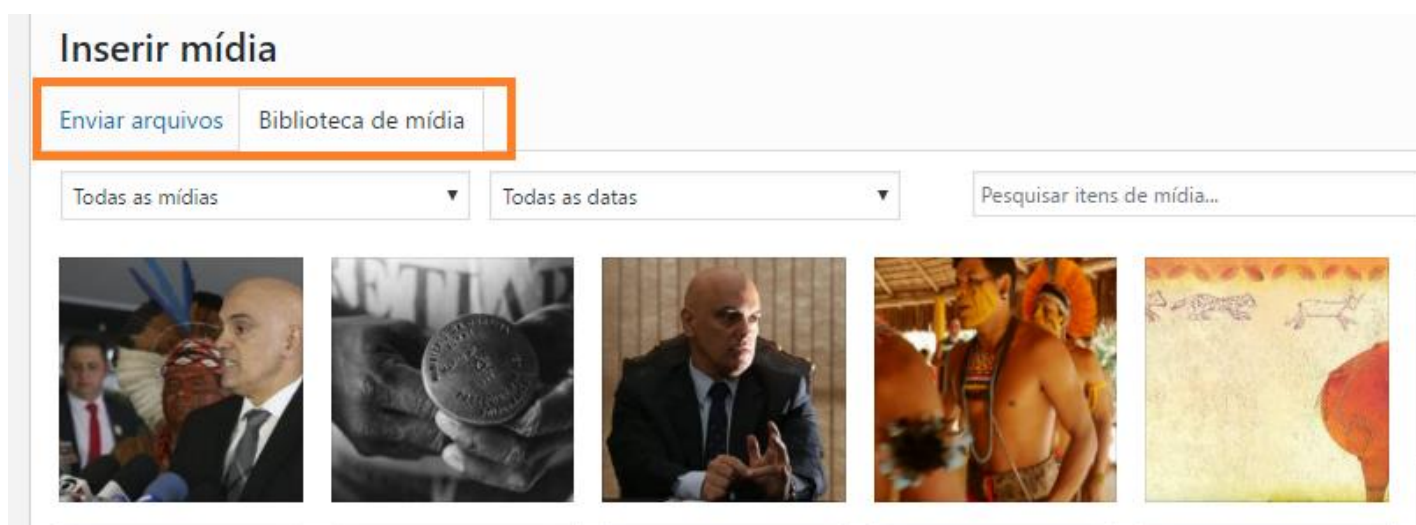 Inserir mídia
Enviar arquivos Biblioteca de mídia
Todas as mídias Todas as datas Pesquisar itens de mídia...